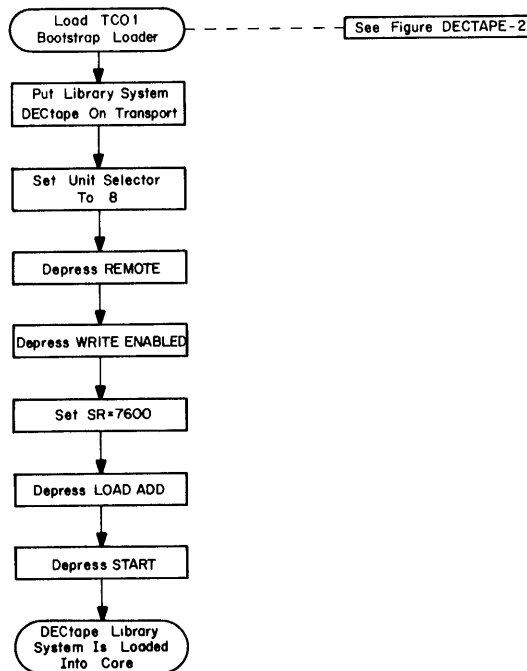 Load TC01
Bootstrap Loader
See Figure DECTAPE-2
Put Library System
DECtape On Transport
Set Unit Selector
To 8
Depress REMOTE
Depress WRITE ENABLED
Set SR=7600
Depress LOAD ADD
Depress START
DECtape Library
System Is Loaded
Into Core